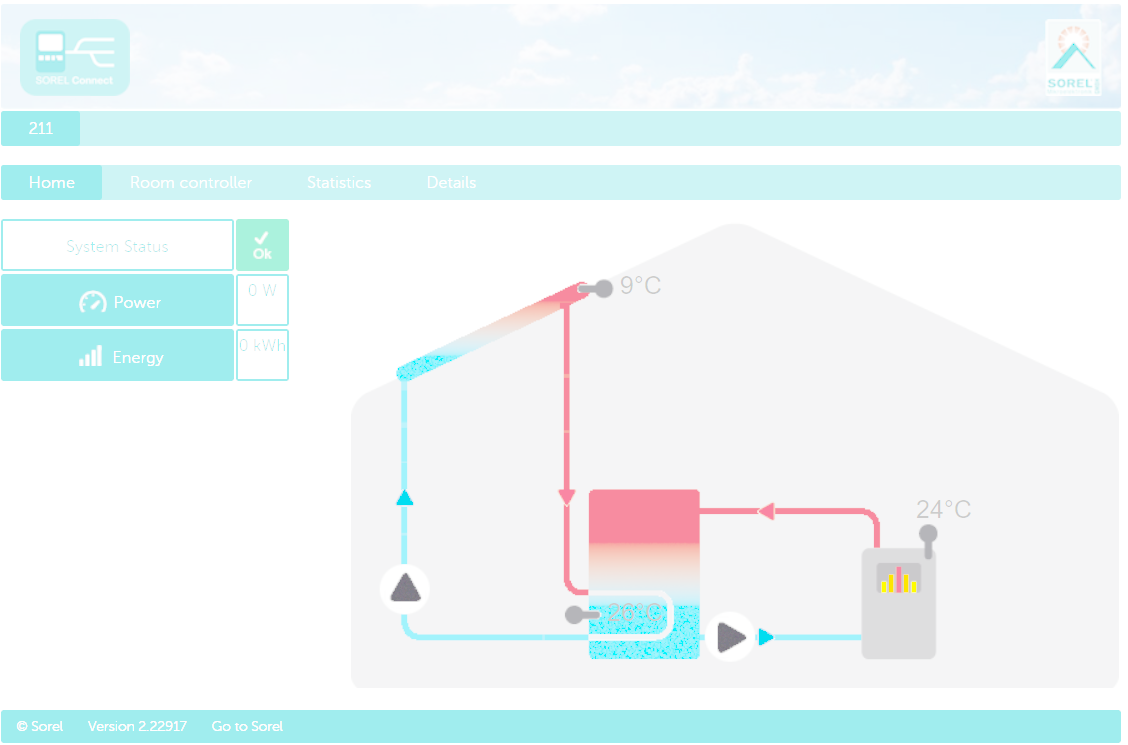 SOREL Connect
SOREL
211
Home Room controller Statistics Details
System Status
Ok
Power
0 W
Energy
0 kWh
9°C
24°C
© Sorel Version 2.22917 Go to Sorel